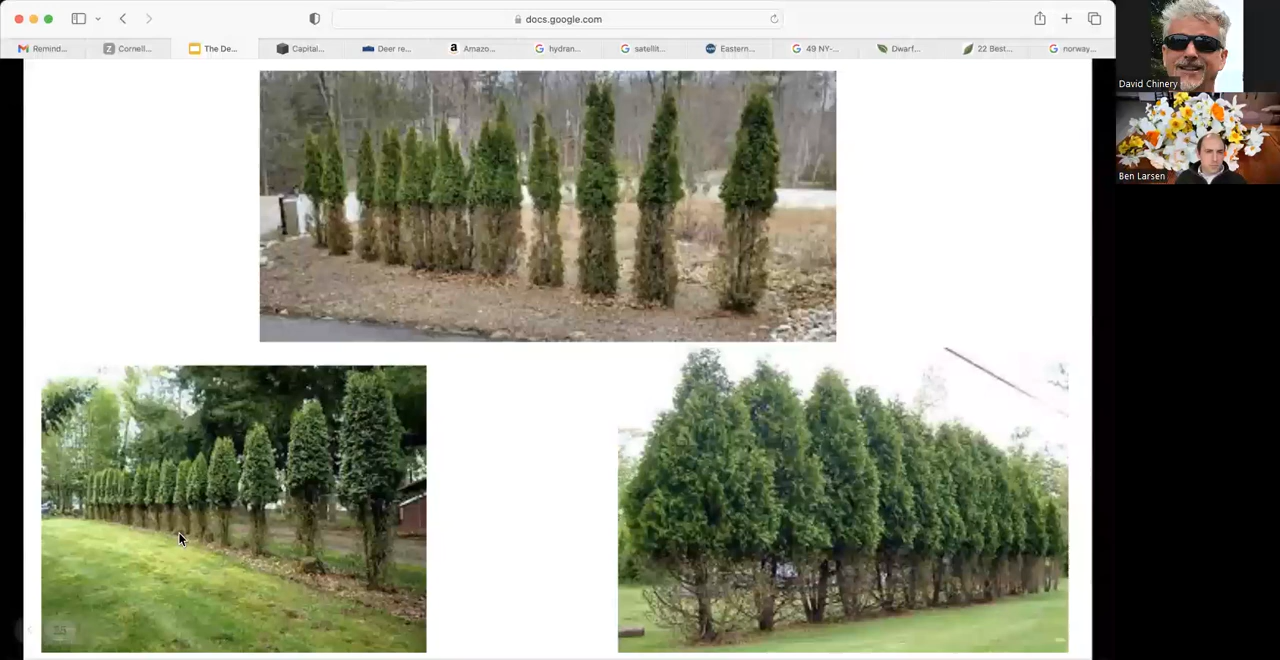 docs.google.com
Remind...
Cornell...
The De...
Capital...
Deer re...
Amazo...
hydran...
satellit...
Eastern...
49 NY-...
Dwarf...
22 Best...
norway...
David Chinery
Ben Larsen